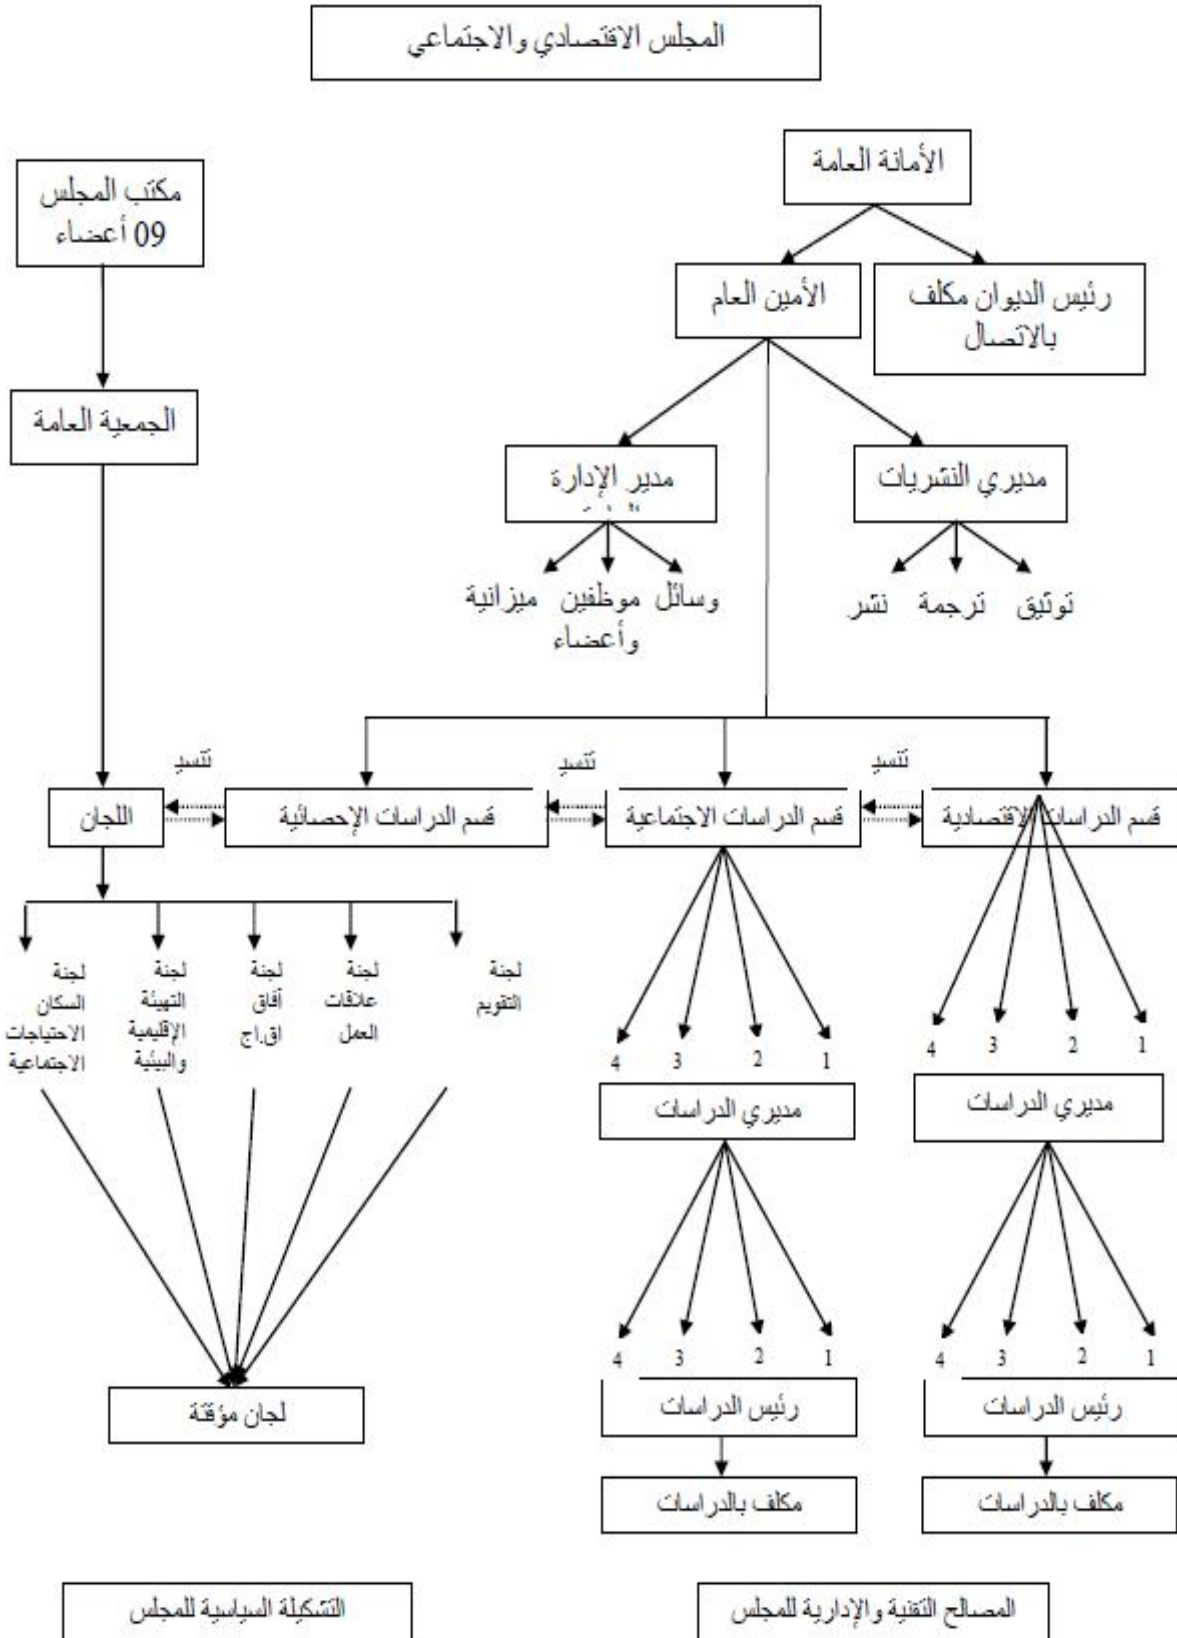 المجلس الاقتصادي والاجتماعي
الأمانة العامة
مكتب المجلس
09 أعضاء
رئيس الديوان مكلف
بالاتصال
الأمين العام
الجمعية العامة
مديري النشريات
مدير الإدارة
توثيق
ترجمة
نشر
وسائل
موظفين
وأعضاء
ميزانية
تنسيـ
تنسيـ
تنسيـ
قسم الدراسات الاقتصادية
قسم الدراسات الاجتماعية
قسم الدراسات الإحصائية
اللجان
لجنة
التقويم
لجنة
علاقات
العمل
لجنة
آفاق
اق.اج
لجنة
التهيئة
الإقليمية
والبيئية
لجنة
السكان
الاحتياجات
الاجتماعية
1 2 3 4
1 2 3 4
مديري الدراسات
مديري الدراسات
1 2 3 4
1 2 3 4
رئيس الدراسات
رئيس الدراسات
لجان مؤقتة
مكلف بالدراسات
مكلف بالدراسات
المصالح التقنية والإدارية للمجلس
التشكيلة السياسية للمجلس